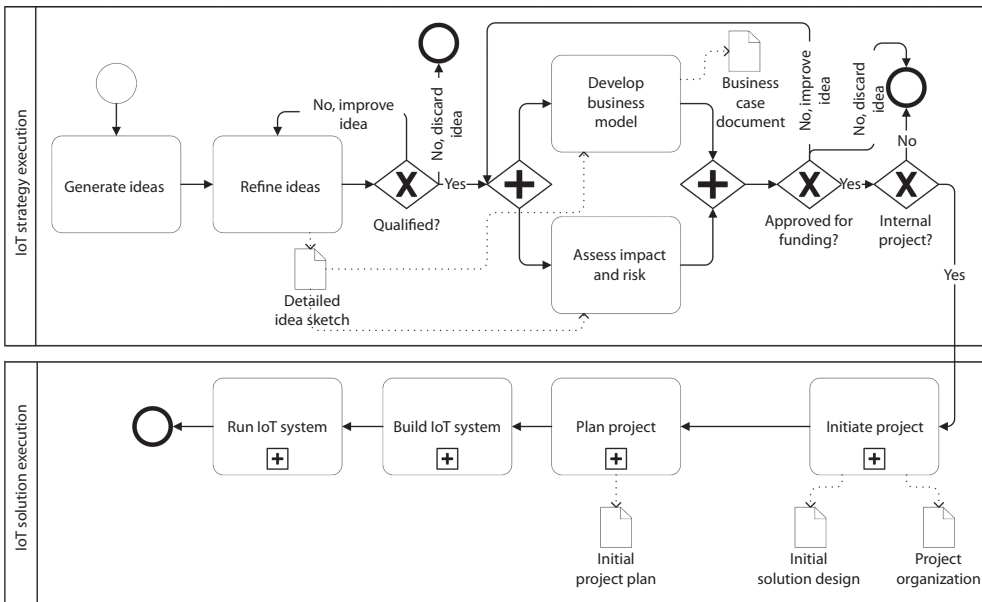 IoT strategy execution
Generate ideas
Refine ideas
No, improve
idea
Qualified?
No, discard
idea
Yes
Detailed
idea sketch
Develop
business
model
Business
case
document
Assess impact
and risk
No, improve
idea
No, discard
idea
Approved for
funding?
Yes
No
Internal
project?
Yes
IoT solution execution
Run IoT system
Build IoT system
Plan project
Initiate project
Initial
project plan
Initial
solution design
Project
organization